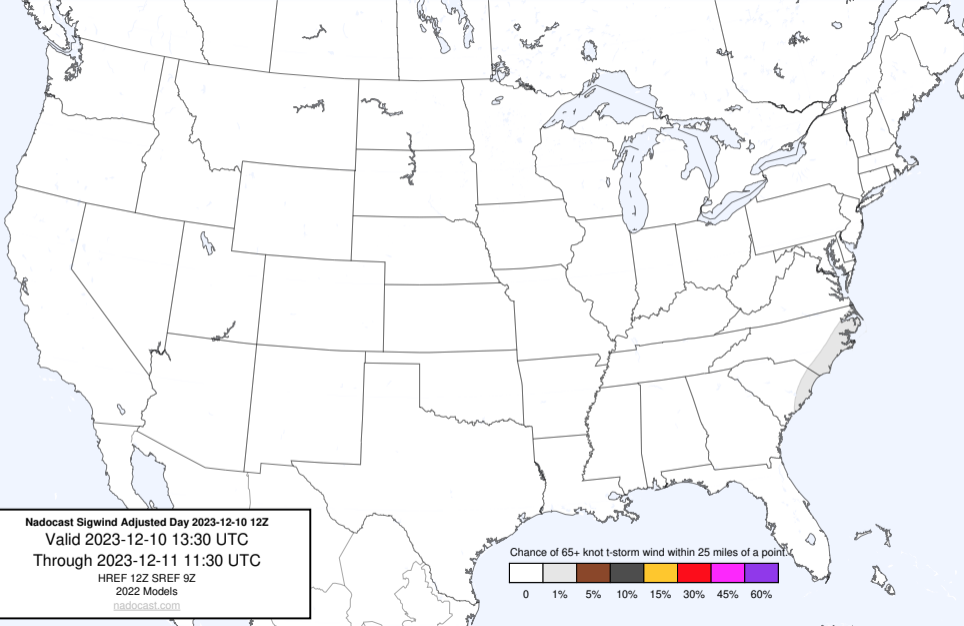 Nadocast Sigwind Adjusted Day 2023-12-10 12Z
Valid 2023-12-10 13:30 UTC
Through 2023-12-11 11:30 UTC
HREF 12Z SREF 9Z
2022 Models
nadocast.com
Chance of 65+ knot t-storm wind within 25 miles of a point.
0 1% 5% 10% 15% 30% 45% 60%